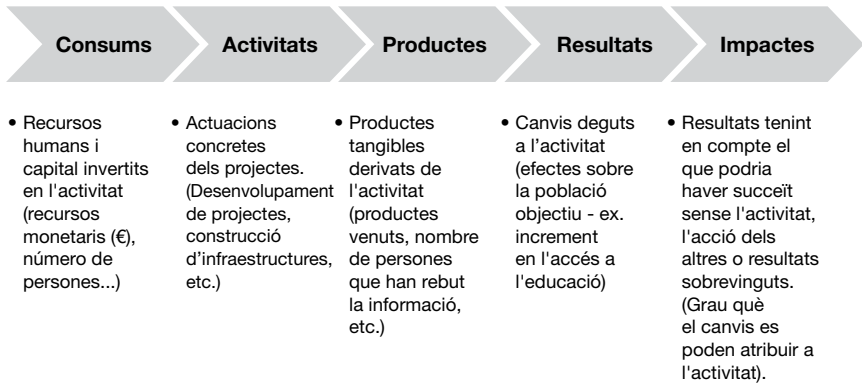 Consums
Activitats
Productes
Resultats
Impactes
• Recursos
humans i
capital invertits
en l'activitat
(recursos
monetaris (€),
número de
persones...)
• Actuacions
concretes
dels projectes.
(Desenvolupament
de projectes,
construcció
d’infraestructures,
etc.)
• Productes
tangibles
derivats de
l'activitat
(productes
venuts, nombre
de persones
que han rebut
la informació,
etc.)
• Canvis deguts
a l’activitat
(efectes sobre
la població
objectiu - ex.
increment
en l'accés a
l'educació)
• Resultats tenint
en compte el
que podria
haver succeït
sense l'activitat,
l'acció dels
altres o resultats
sobrevinguts.
(Grau què
el canvis es
poden atribuir a
l'activitat).